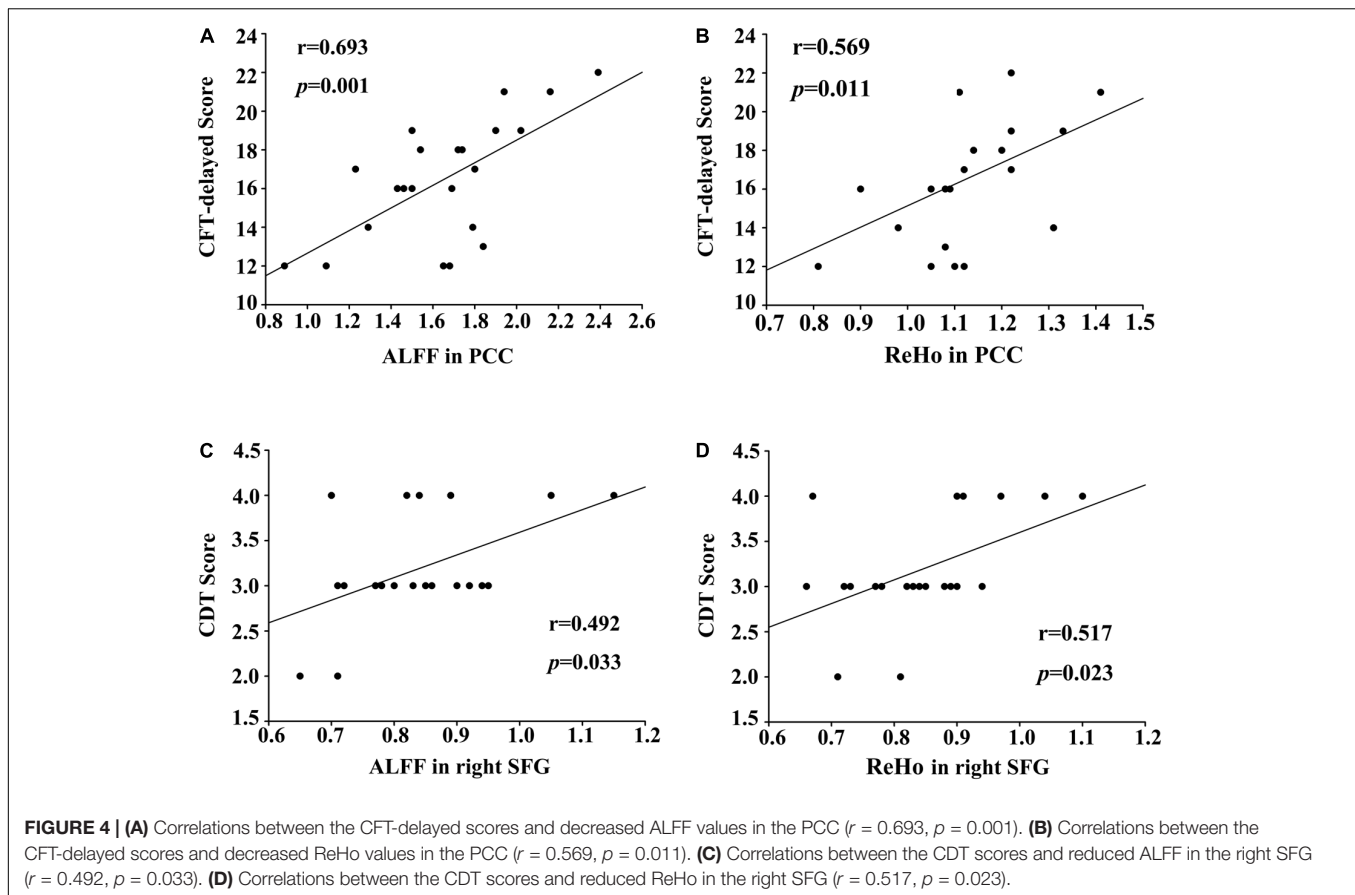 A
r=0.693
p=0.001
CFT-delayed Score
24
22
20
18
16
14
12
10
0.8 1.0 1.2 1.4 1.6 1.8 2.0 2.2 2.4 2.6
ALFF in PCC
B
r=0.569
p=0.011
CFT-delayed Score
24
22
20
18
16
14
12
10
0.7 0.8 0.9 1.0 1.1 1.2 1.3 1.4 1.5
ReHo in PCC
C
CDT Score
4.5
4.0
3.5
3.0
2.5
2.0
1.5
r=0.492
p=0.033
0.6 0.7 0.8 0.9 1.0 1.1 1.2
ALFF in right SFG
D
CDT Score
4.5
4.0
3.5
3.0
2.5
2.0
1.5
r=0.517
p=0.023
0.6 0.7 0.8 0.9 1.0 1.1 1.2
ReHo in right SFG
FIGURE 4 | (A) Correlations between the CFT-delayed scores and decreased ALFF values in the PCC (r = 0.693, p = 0.001). (B) Correlations between the
CFT-delayed scores and decreased ReHo values in the PCC (r = 0.569, p = 0.011). (C) Correlations between the CDT scores and reduced ALFF in the right SFG
(r = 0.492, p = 0.033). (D) Correlations between the CDT scores and reduced ReHo in the right SFG (r = 0.517, p = 0.023).